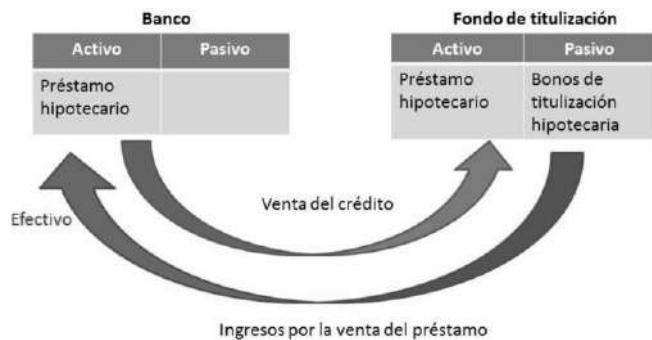 Banco
Fondo de titulización
Activo
Pasivo
Activo
Pasivo
Préstamo
hipotecario
Préstamo
hipotecario
Bonos de
titulización
hipotecaria
Venta del crédito
Efectivo
Ingresos por la venta del préstamo